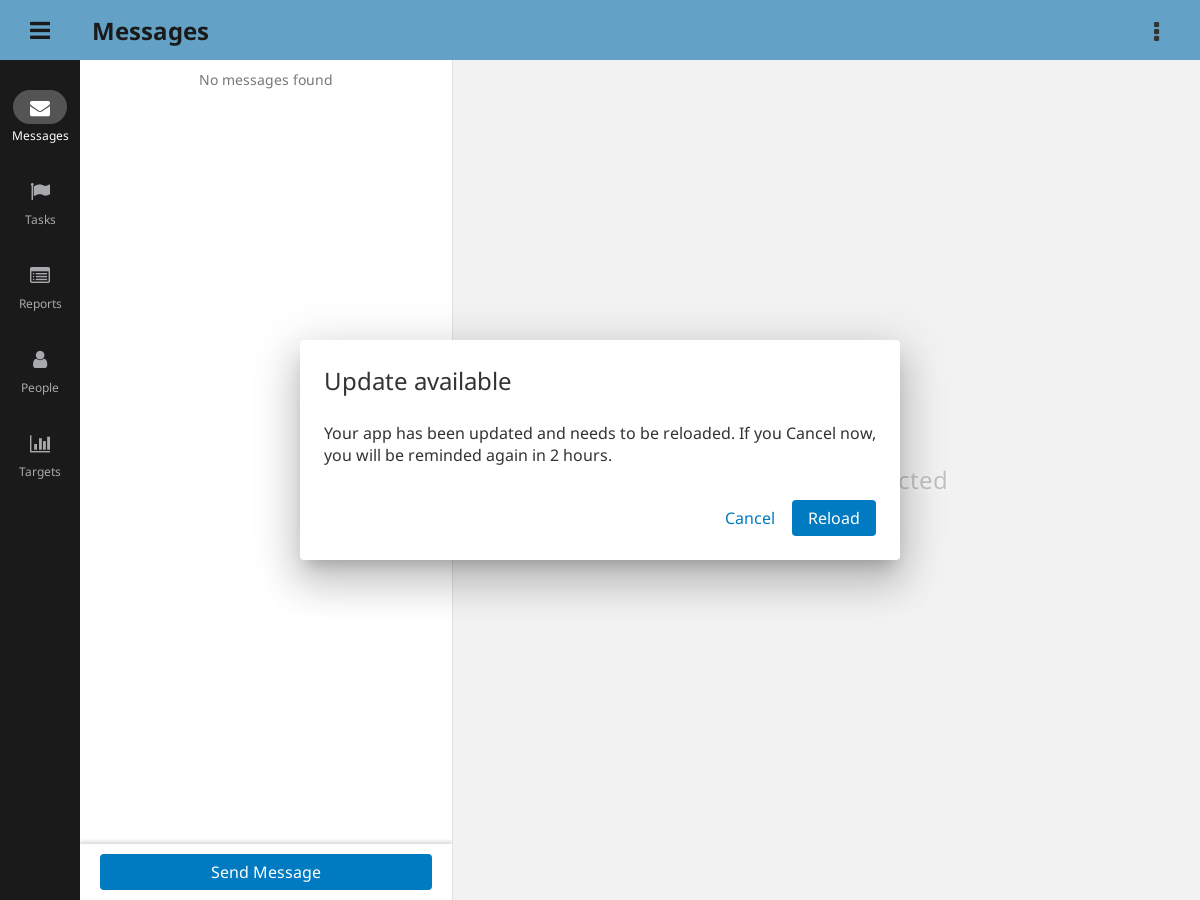 Messages
No messages found
Messages
Tasks
Reports
People
Targets
Update available
Your app has been updated and needs to be reloaded. If you Cancel now,
you will be reminded again in 2 hours.
cted
Cancel
Reload
Send Message